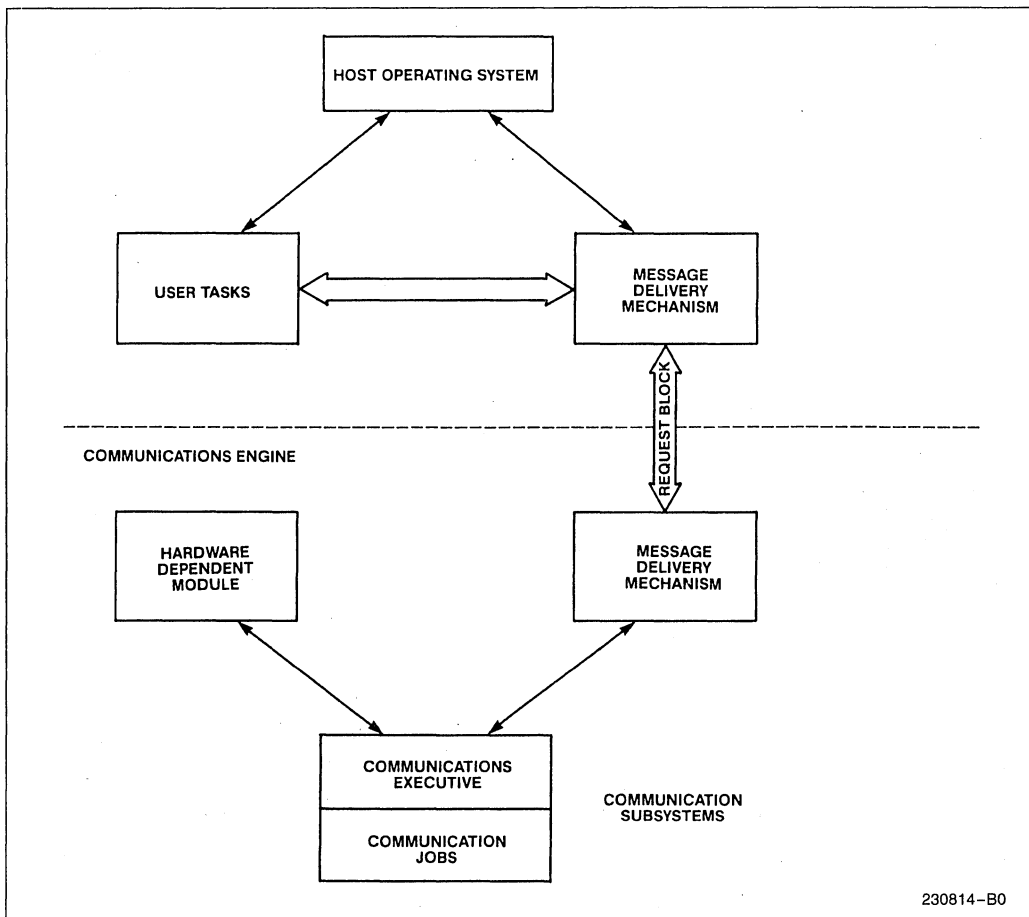 HOST OPERATING SYSTEM
USER TASKS
MESSAGE
DELIVERY
MECHANISM
REQUEST BLOCK
COMMUNICATIONS ENGINE
HARDWARE
DEPENDENT
MODULE
MESSAGE
DELIVERY
MECHANISM
COMMUNICATIONS
EXECUTIVE
COMMUNICATION
JOBS
COMMUNICATION
SUBSYSTEMS
230814–B0